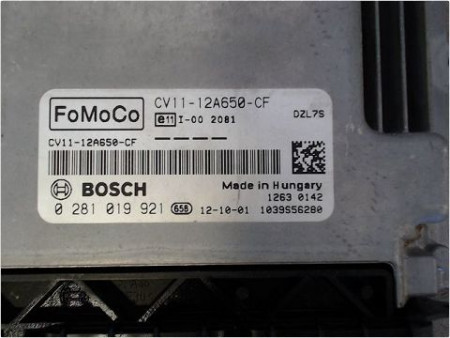 FoMoCo
CV11-12A650-CF
e11 I-00 2081
DZL7S
CV11-12A650-CF
BOSCH
Made in Hungary
1263 0142
0 281 019 921 658 12-10-01 1039S56280